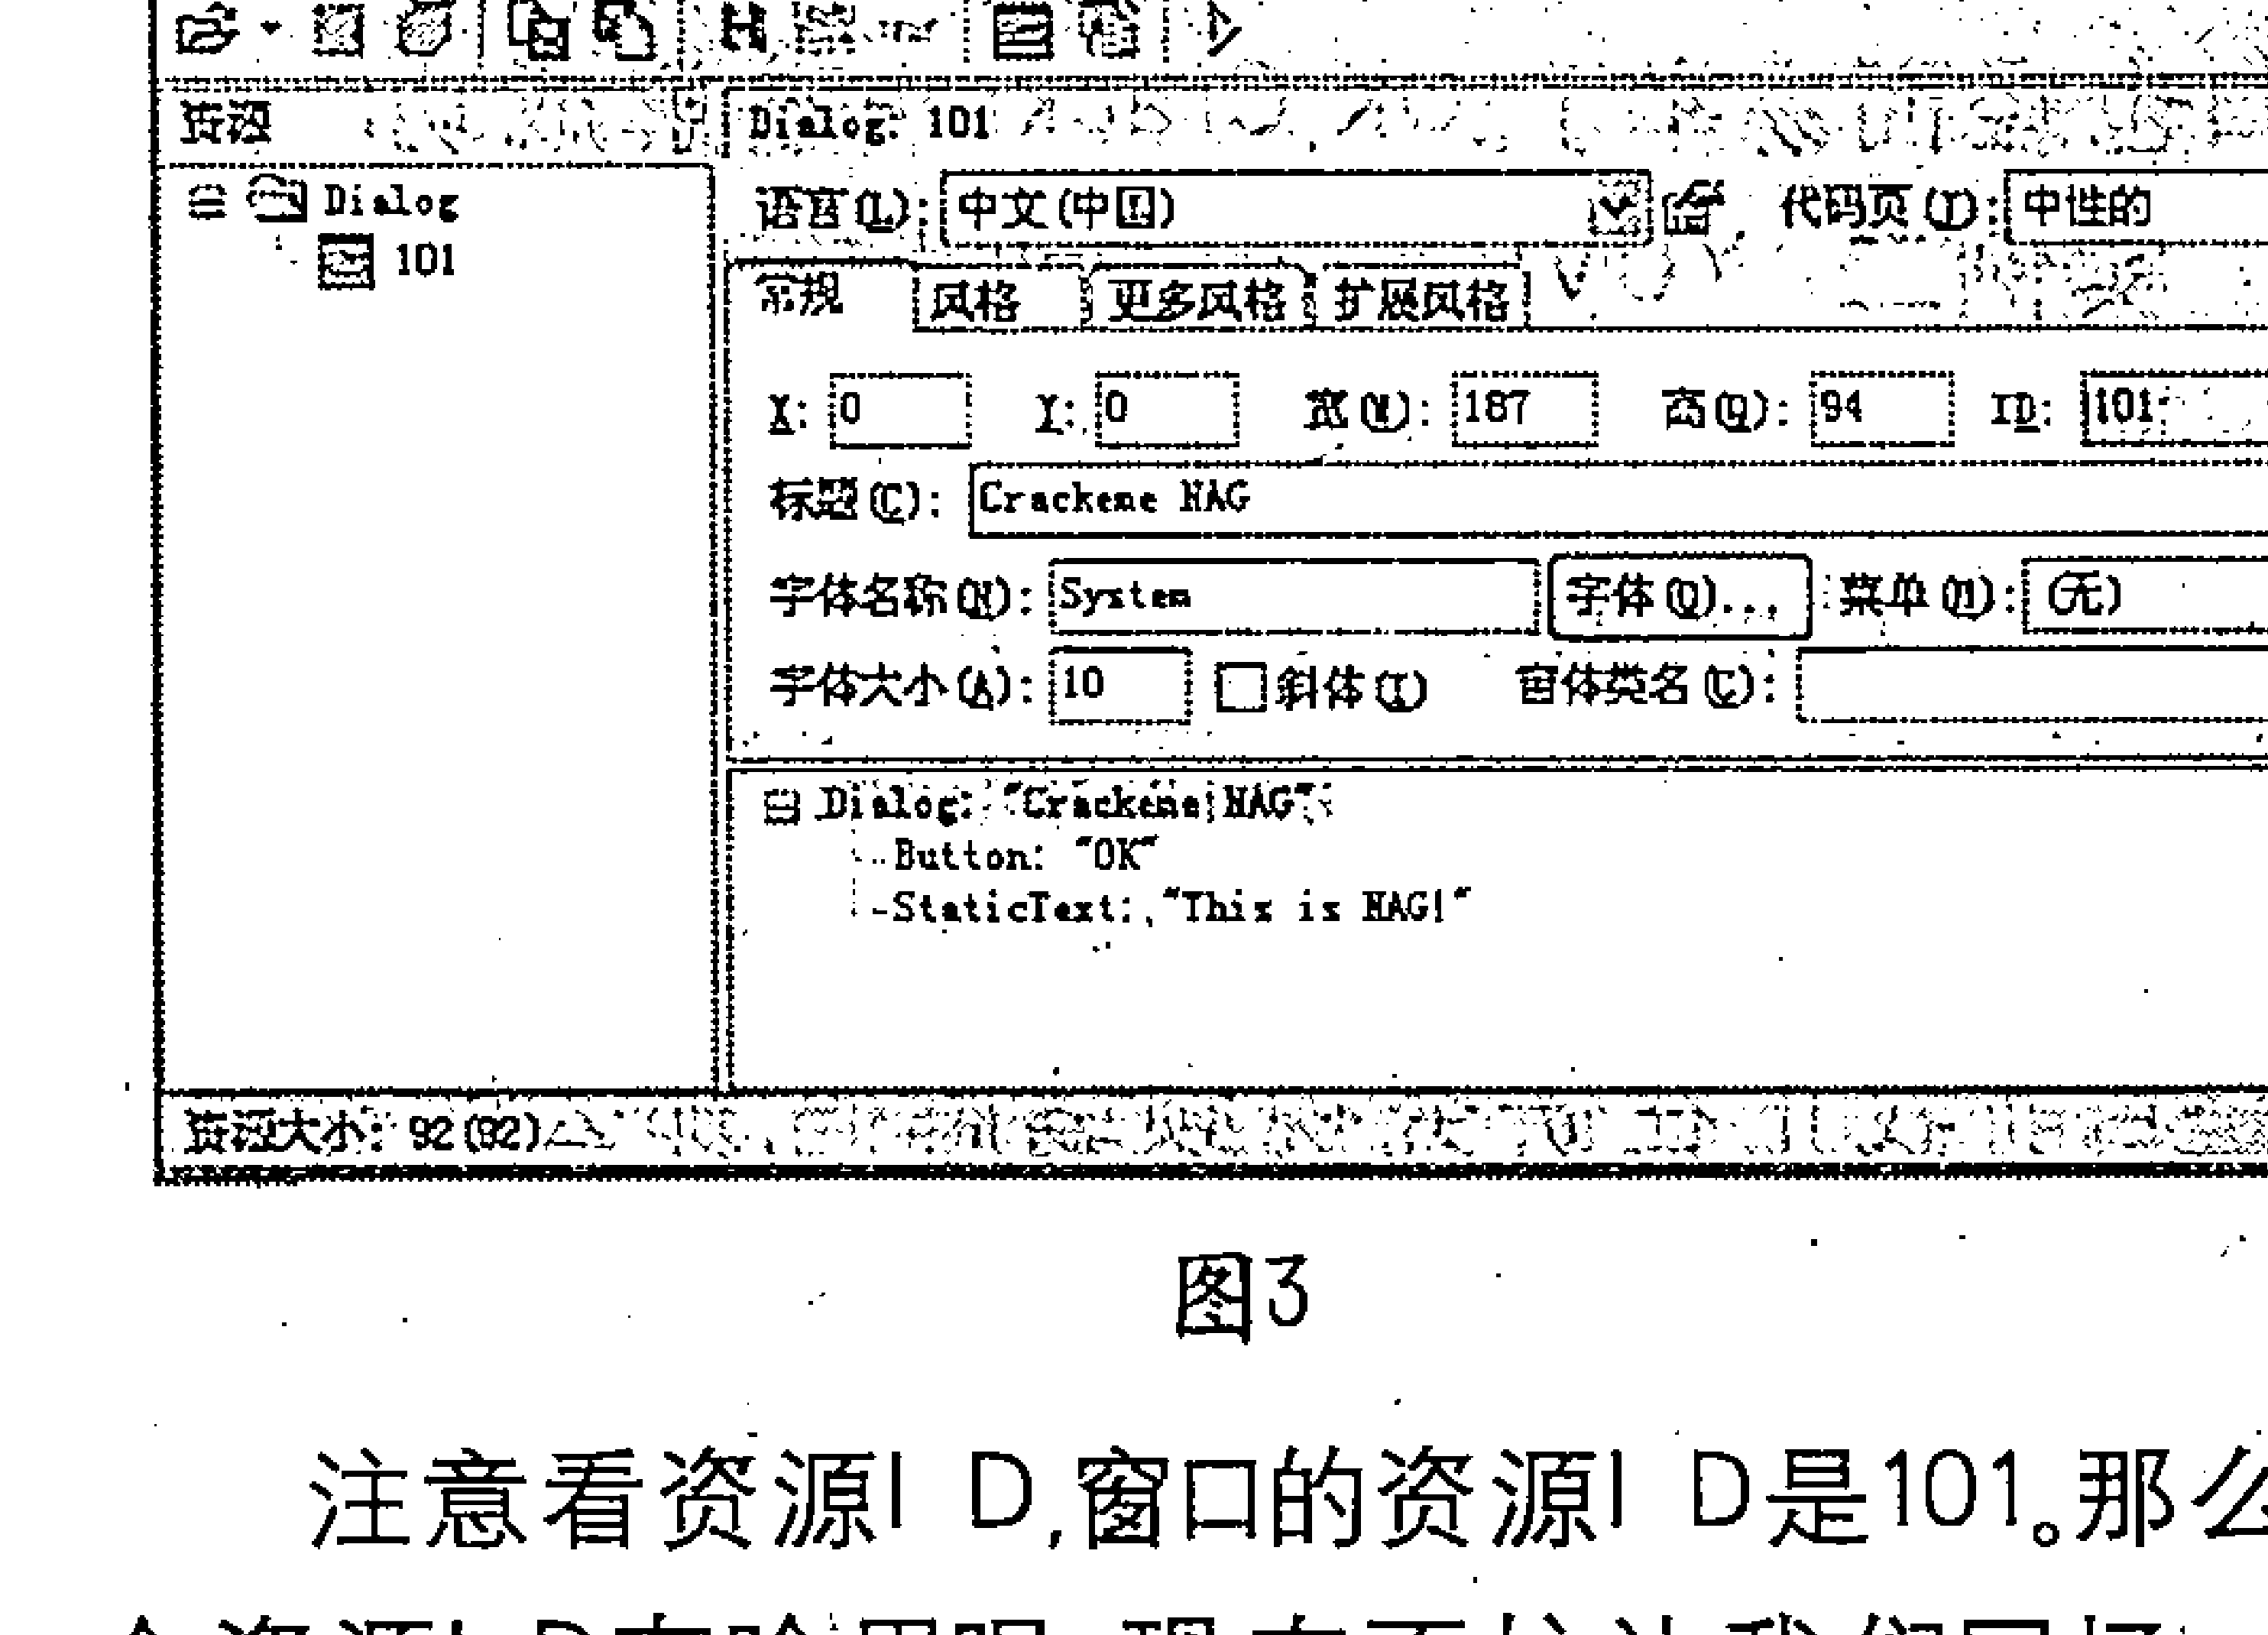 资源
Dialog: 101
Dialog
101
语言(L): 中文(中国) 代码页(Y): 中性的
常规 风格 更多风格 扩展风格
X: 0 Y: 0 宽(W): 187 高(Q): 94 ID: 101
标题(C): Crackeme NAG
字体名称(N): System 字体(O)... 菜单(M): (无)
字体大小(A): 10 斜体(I) 窗体类名(C):
Dialog: "Crackeme NAG"
Button: "OK"
StaticText: "This is NAG!"
资源大小: 92(92)
图3
注意看资源I D,窗口的资源I D是101。那么